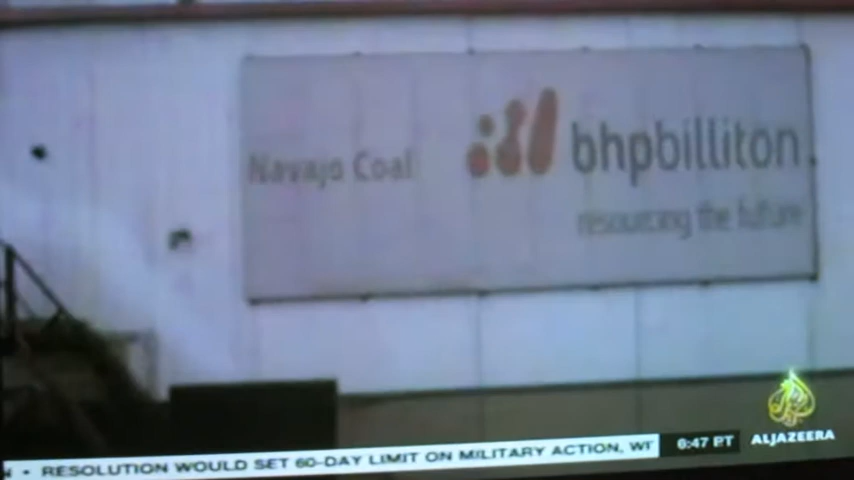 Navajo Coal
bhpbilliton
resourcing the future
RESOLUTION WOULD SET 60-DAY LIMIT ON MILITARY ACTION,
6:47 PT
ALJAZEERA